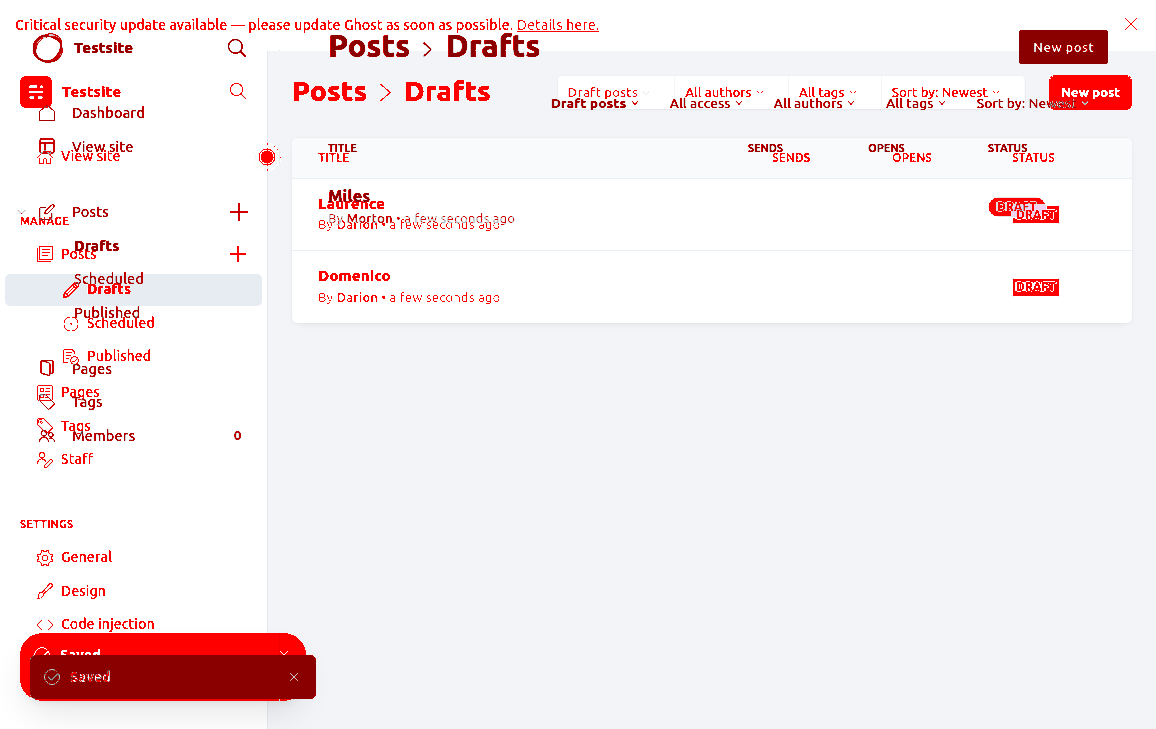 Critical security update available — please update Ghost as soon as possible. Details here.
Testsite
Posts > Drafts
New post
Testsite
Posts > Drafts
Draft posts
All authors
All tags
Sort by: Newest
New post
Draft posts
All access
All authors
All tags
Sort by: Newest
Dashboard
View site
View site
TITLE
SENDS
OPENS
STATUS
TITLE
SENDS
OPENS
STATUS
Posts
MANAGE
Miles
Laurence
By Morton • a few seconds ago
By Darion • a few seconds ago
DRAFT
DRAFT
Drafts
Posts
Scheduled
Drafts
Domenico
By Darion • a few seconds ago
DRAFT
Published
Scheduled
Published
Pages
Pages
Tags
Tags
Members
0
Staff
SETTINGS
General
Design
Code injection
Saved
Saved